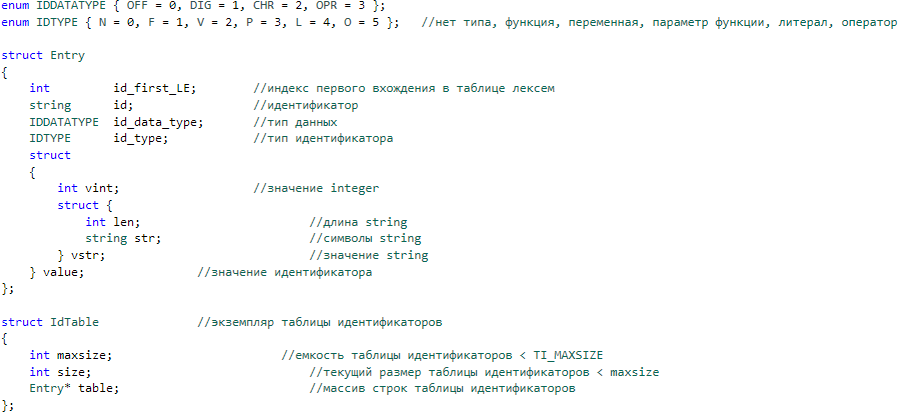 enum IDDATATYPE { OFF = 0, DIG = 1, CHR = 2, OPR = 3 };
enum IDTYPE { N = 0, F = 1, V = 2, P = 3, L = 4, O = 5 };   //нет типа, функция, переменная, параметр функции, литерал, оператор
struct Entry
{
    int         id_first_LE;        //индекс первого вхождения в таблице лексем
    string      id;                 //идентификатор
    IDDATATYPE  id_data_type;       //тип данных
    IDTYPE      id_type;            //тип идентификатора
    struct
    {
        int vint;                   //значение integer
        struct {
            int len;                        //длина string
            string str;                     //символы string
        } vstr;                             //значение string
    } value;                //значение идентификатора
};
struct IdTable              //экземпляр таблицы идентификаторов
{
    int maxsize;                        //емкость таблицы идентификаторов < TI_MAXSIZE
    int size;                               //текущий размер таблицы идентификаторов < maxsize
    Entry* table;                           //массив строк таблицы идентификаторов
};